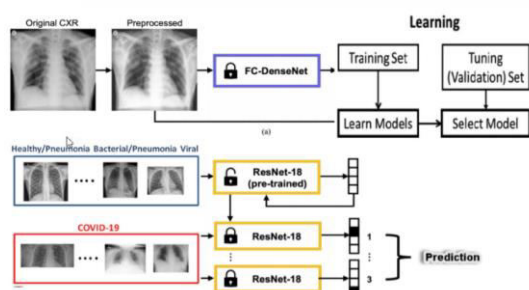 Original CXR
Preprocessed
Learning
FC-DenseNet
Training Set
Tuning
(Validation) Set
(a)
Learn Models
Select Model
Healthy/Pneumonia Bacterial/Pneumonia Viral
ResNet-18
(pre-trained)
COVID-19
ResNet-18
1
Prediction
ResNet-18
3